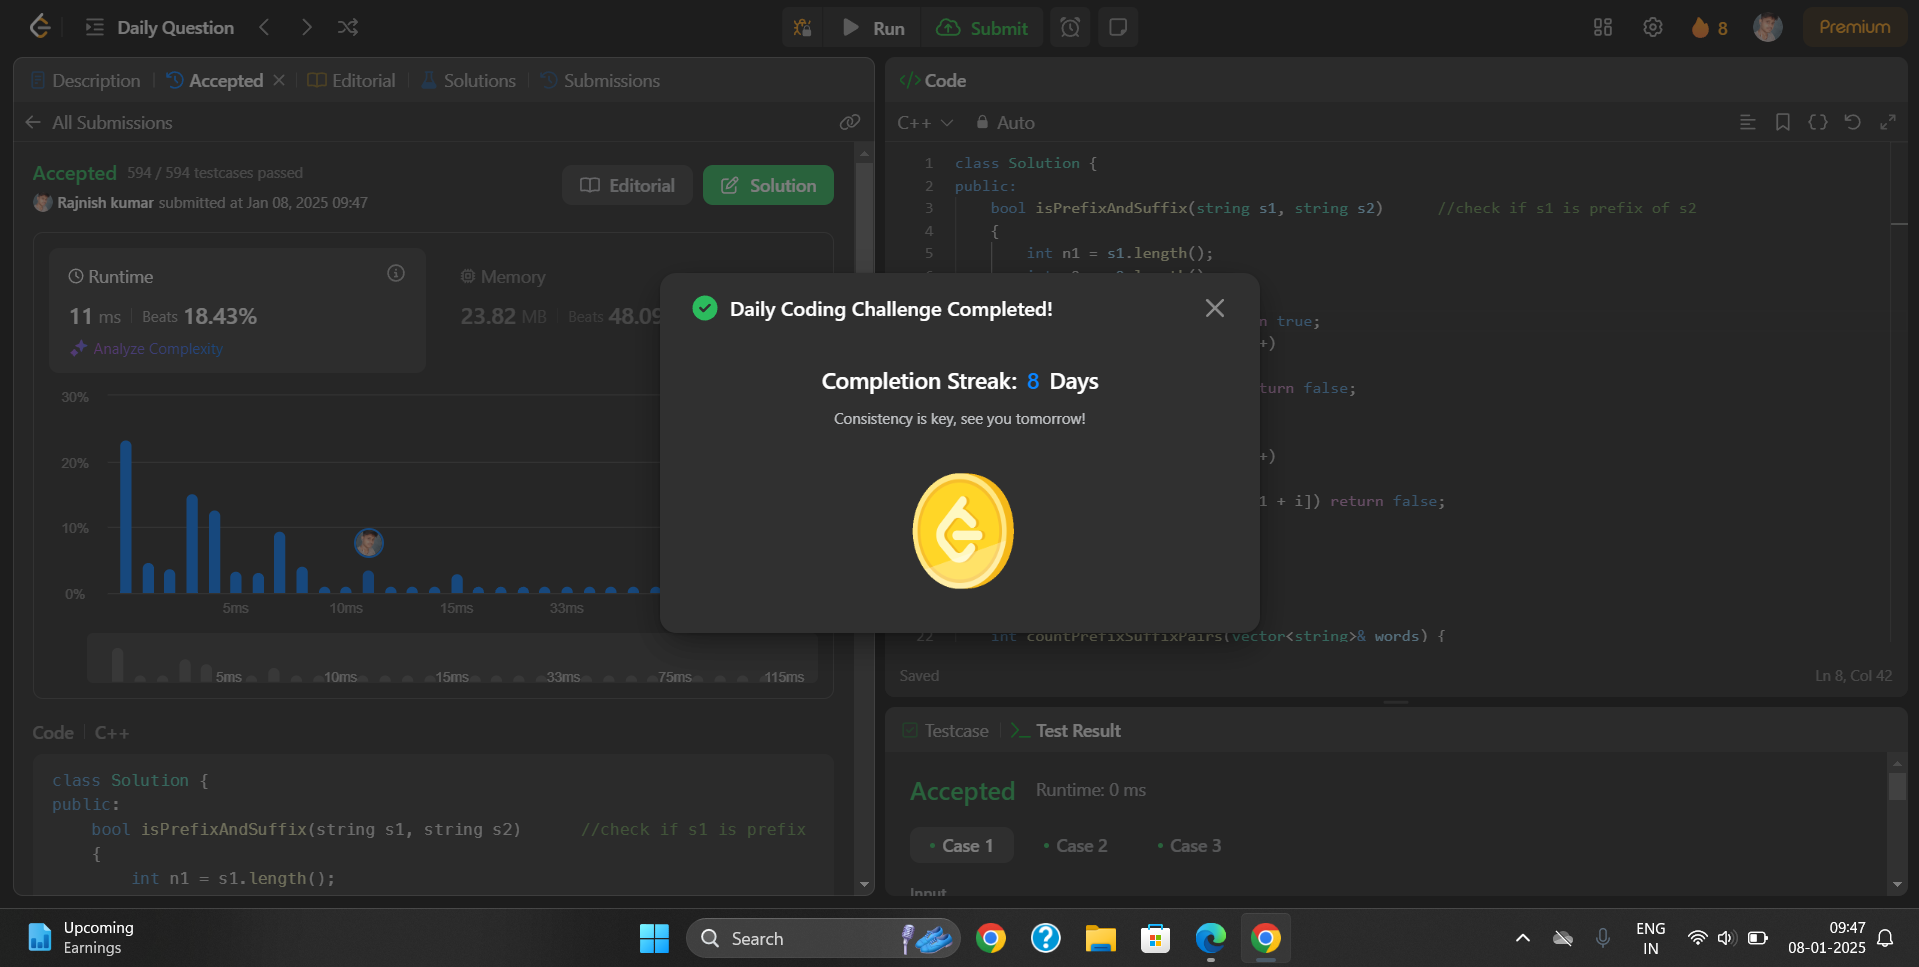 Daily Question
Run
Submit
8
Premium
Description
Accepted
Editorial
Solutions
Submissions
All Submissions
Accepted 594 / 594 testcases passed
Rajnish kumar submitted at Jan 08, 2025 09:47
Editorial
Solution
Runtime
11 ms | Beats 18.43%
Analyze Complexity
Memory
23.82 MB | Beats 48.09
30%
20%
10%
0%
5ms
10ms
15ms
33ms
5ms
10ms
15ms
33ms
75ms
115ms
Code | C++
class Solution {
public:
bool isPrefixAndSuffix(string s1, string s2) //check if s1 is prefix
{
int n1 = s1.length();
Daily Coding Challenge Completed!
Completion Streak: 8 Days
Consistency is key, see you tomorrow!
</> Code
C++
Auto
1 class Solution {
2 public:
3 bool isPrefixAndSuffix(string s1, string s2) //check if s1 is prefix of s2
4 {
5 int n1 = s1.length();
n true;
+)
turn false;
+)
1 + i]) return false;
22 int countPrefixSuffixPairs(vector<string>& words) {
Saved
Ln 8, Col 42
Testcase
Test Result
Accepted Runtime: 0 ms
Case 1
Case 2
Case 3
Input
Upcoming
Earnings
Search
ENG
IN
09:47
08-01-2025